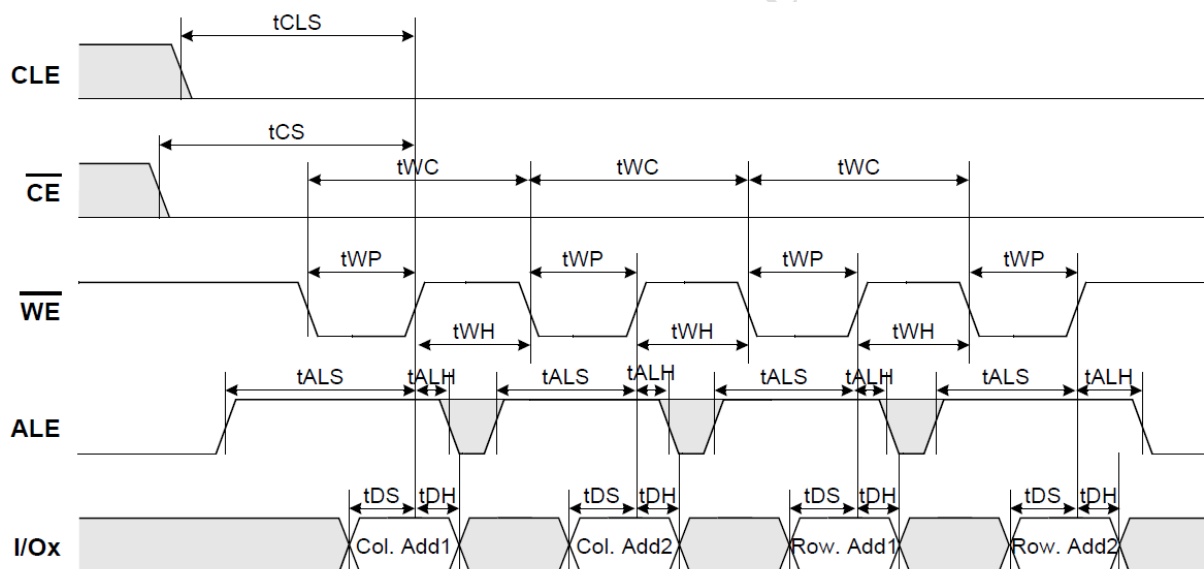 tCLS
CLE
tCS
CE
tWC tWC tWC
tWP tWP tWP tWP
WE
tWH tWH tWH
tALS tALH tALS tALH tALS tALH tALS tALH
ALE
tDS tDH tDS tDH tDS tDH tDS tDH
I/Ox Col. Add1 Col. Add2 Row. Add1 Row. Add2